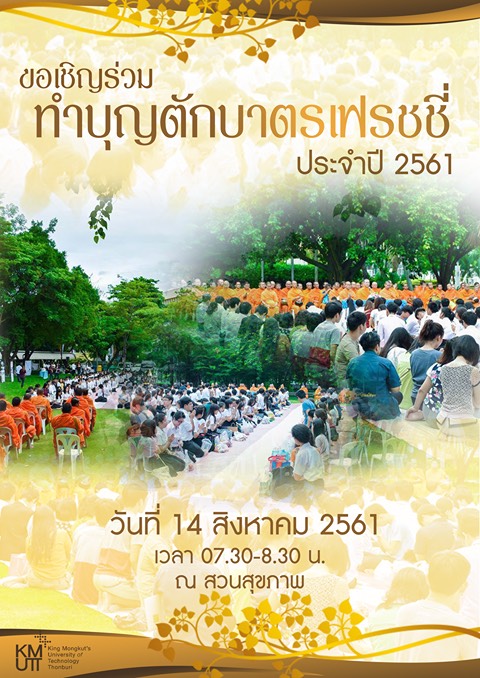 ขอเชิญร่วม
ทำบุญตักบาตรเฟรชชี่
ประจำปี 2561
วันที่ 14 สิงหาคม 2561
เวลา 07.30-8.30 น.
ณ สวนสุขภาพ
KMUTT
King Mongkut's
University of
Technology
Thonburi